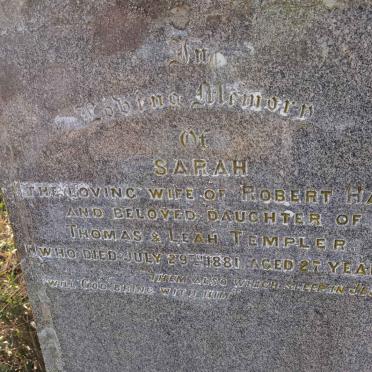 In
Loving Memory
Of
SARAH
THE LOVING WIFE OF ROBERT HA
AND BELOVED DAUGHTER OF
THOMAS & LEAH TEMPLER
WHO DIED JULY 29TH 1881 AGED 27 YEAR
THEM ALSO WHICH SLEEP IN JES
WILL GOD BRING WITH HIM